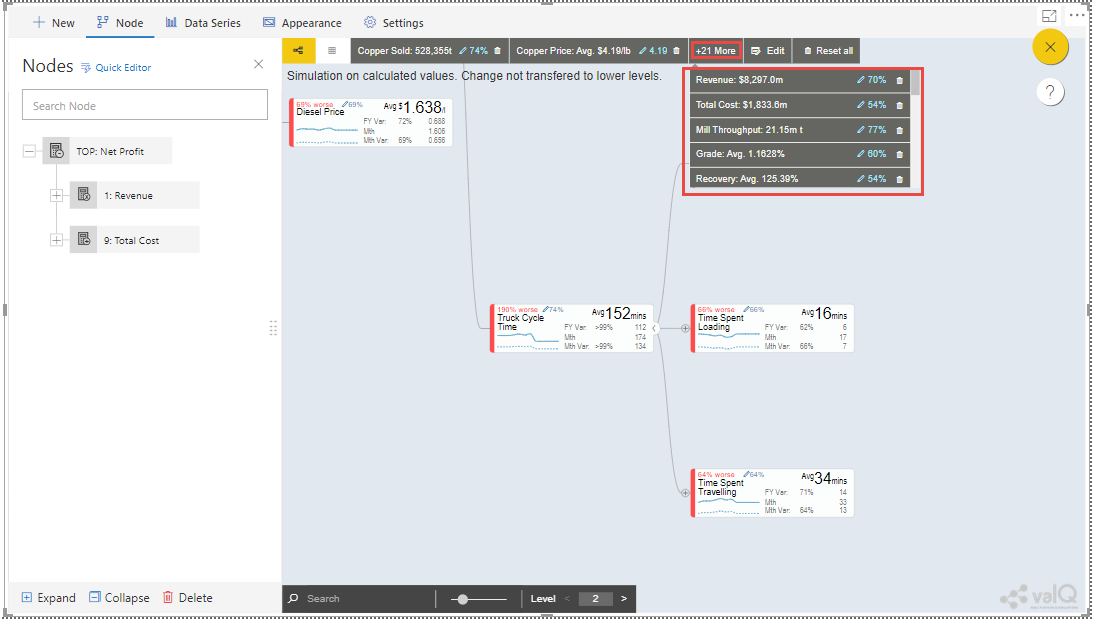 New
Node
Data Series
Appearance
Settings
Nodes
Quick Editor
Search Node
TOP: Net Profit
1: Revenue
9: Total Cost
Expand
Collapse
Delete
Copper Sold: 528,355t 74%
Copper Price: Avg. $4.19/lb 4.19
+21 More
Edit
Reset all
Simulation on calculated values. Change not transfered to lower levels.
Revenue: $8,297.0m 70%
Total Cost: $1,833.6m 54%
Mill Throughput: 21.15m t 77%
Grade: Avg. 1.1628% 60%
Recovery: Avg. 125.39% 54%
69% worse 69%
Diesel Price
Avg $1.638/l
FY Var: 72% 0.688
Mth 1.606
Mth Var: 69% 0.656
190% worse 74%
Truck Cycle
Time
Avg 152 mins
FY Var: >99% 112
Mth 174
Mth Var: >99% 134
66% worse 66%
Time Spent
Loading
Avg 16 mins
FY Var: 62% 6
Mth 17
Mth Var: 66% 7
64% worse 64%
Time Spent
Travelling
Avg 34 mins
FY Var: 71% 14
Mth 33
Mth Var: 64% 13
Search
Level < 2 >
valQ
?